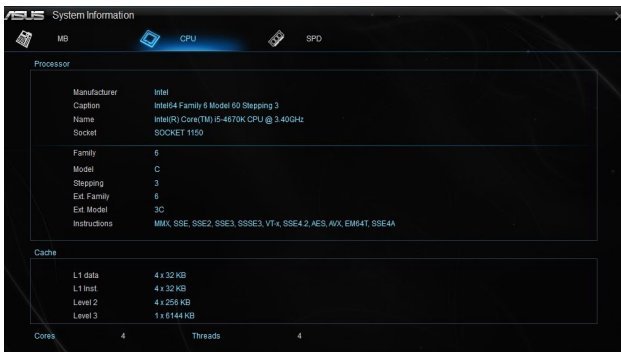 ASUS System Information
MB CPU SPD
Processor
Manufacturer Intel
Caption Intel64 Family 6 Model 60 Stepping 3
Name Intel(R) Core(TM) i5-4670K CPU @ 3.40GHz
Socket SOCKET 1150
Family 6
Model C
Stepping 3
Ext. Family 6
Ext. Model 3C
Instructions MMX, SSE, SSE2, SSE3, SSSE3, VT-x, SSE4.2, AES, AVX, EM64T, SSE4A
Cache
L1 data 4 x 32 KB
L1 Inst. 4 x 32 KB
Level 2 4 x 256 KB
Level 3 1 x 6144 KB
Cores 4 Threads 4